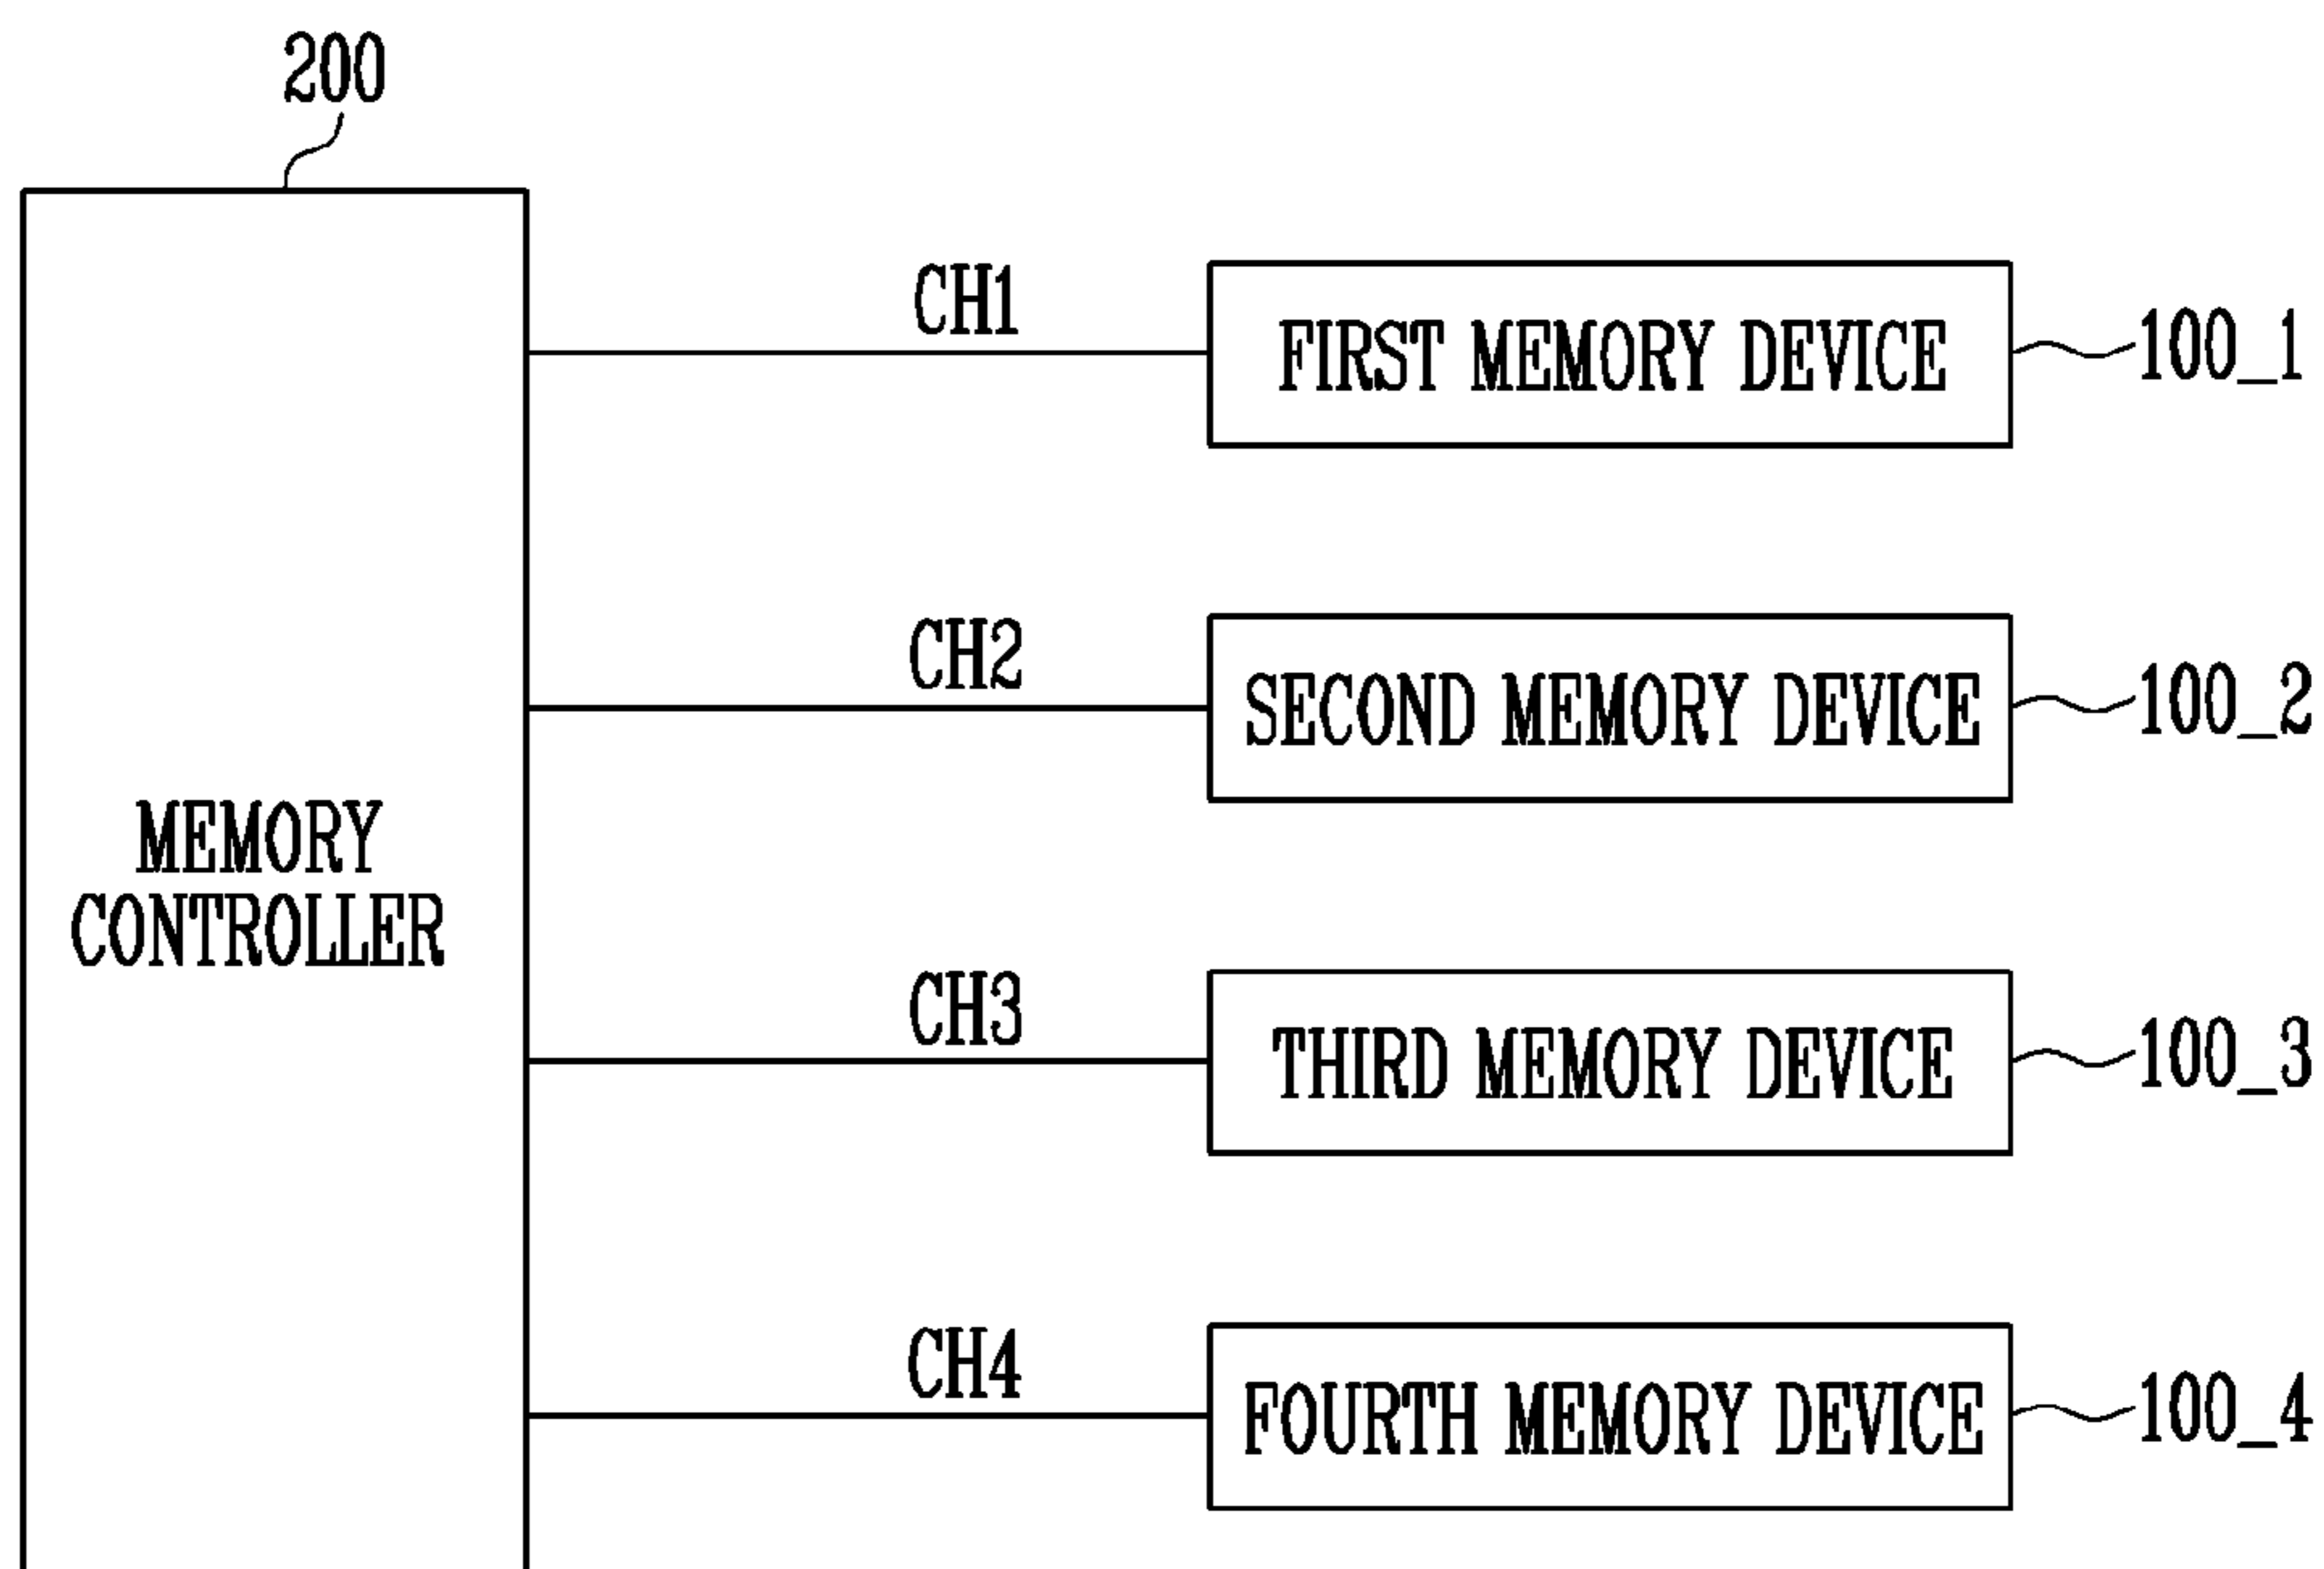 200
CH1
FIRST MEMORY DEVICE
100_1
CH2
SECOND MEMORY DEVICE
100_2
MEMORY
CONTROLLER
CH3
THIRD MEMORY DEVICE
100_3
CH4
FOURTH MEMORY DEVICE
100_4